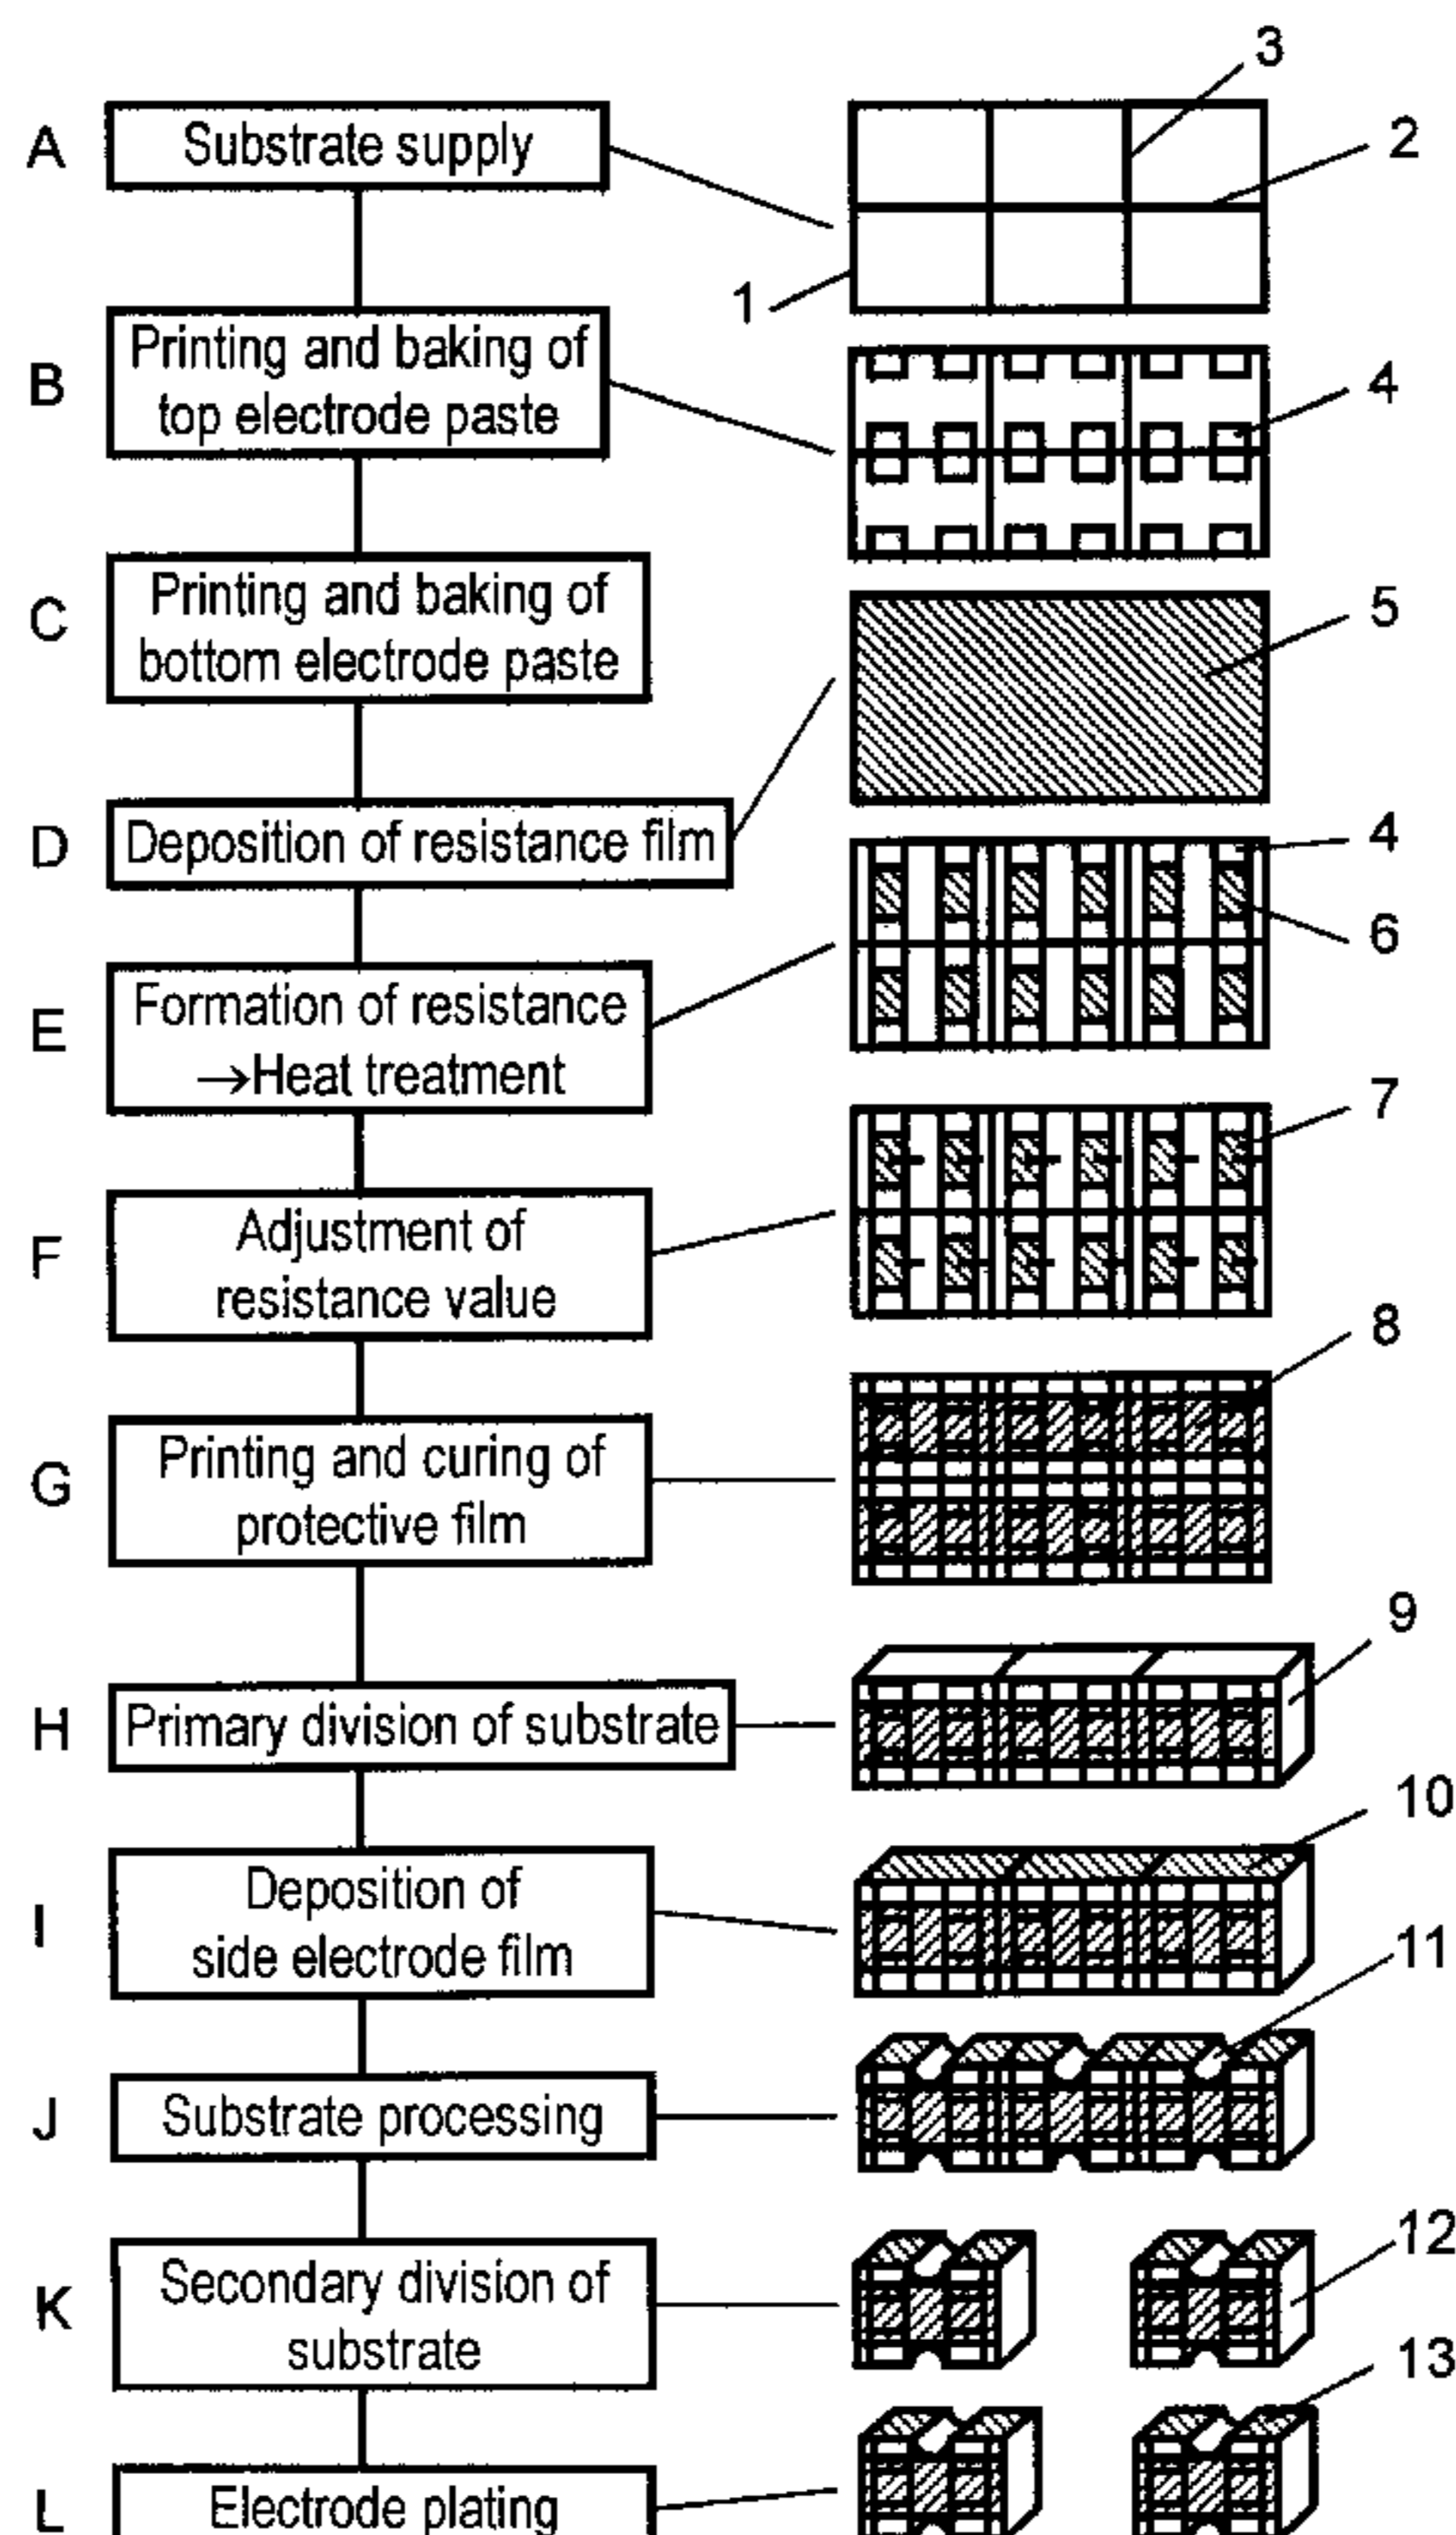 3
A Substrate supply
2
1
B Printing and baking of
top electrode paste
4
C Printing and baking of
bottom electrode paste
5
D Deposition of resistance film
4
6
E Formation of resistance
→Heat treatment
7
F Adjustment of
resistance value
8
G Printing and curing of
protective film
9
H Primary division of substrate
10
I Deposition of
side electrode film
11
J Substrate processing
12
K Secondary division of
substrate
13
L Electrode plating